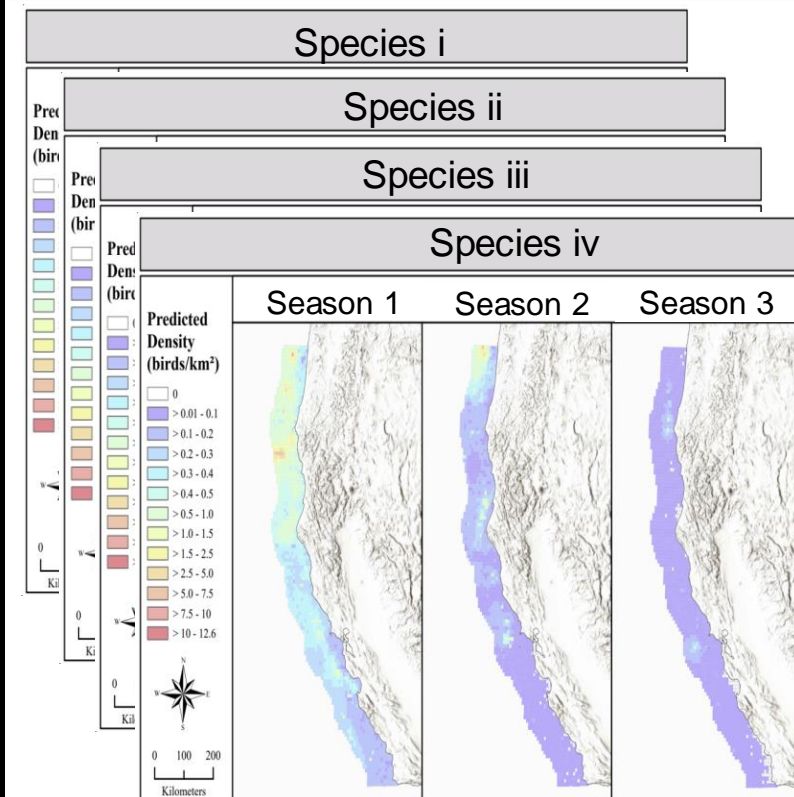 Species i
Species ii
Species iii
Species iv
Season 1 Season 2 Season 3
Predicted
Density
(birds/km²)
0
> 0.01 - 0.1
> 0.1 - 0.2
> 0.2 - 0.3
> 0.3 - 0.4
> 0.4 - 0.5
> 0.5 - 1.0
> 1.0 - 1.5
> 1.5 - 2.5
> 2.5 - 5.0
> 5.0 - 7.5
> 7.5 - 10
> 10 - 12.6
N
W E
S
0 100 200
Kilometers